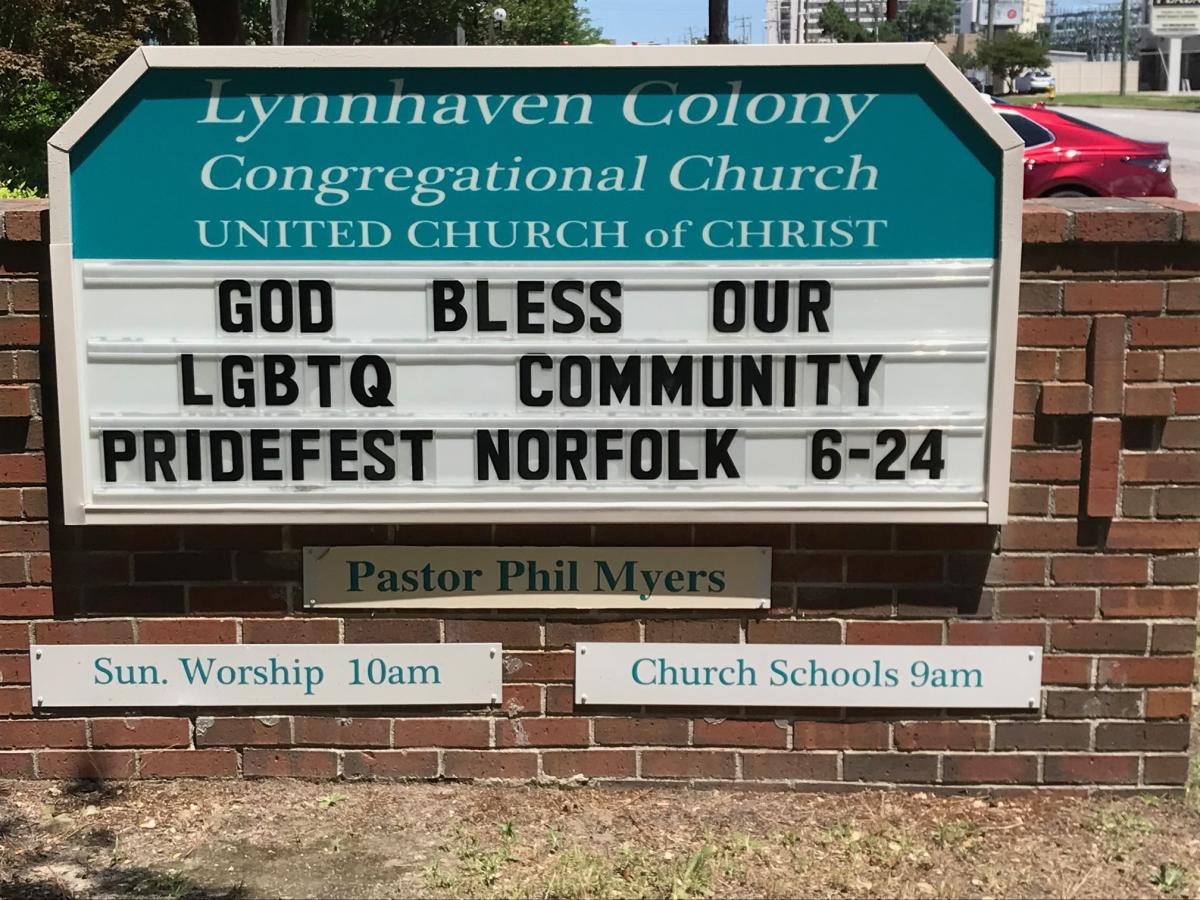 Lynnhaven Colony
Congregational Church
UNITED CHURCH of CHRIST
GOD BLESS OUR
LGBTQ COMMUNITY
PRIDEFEST NORFOLK 6-24
Pastor Phil Myers
Sun. Worship 10am
Church Schools 9am